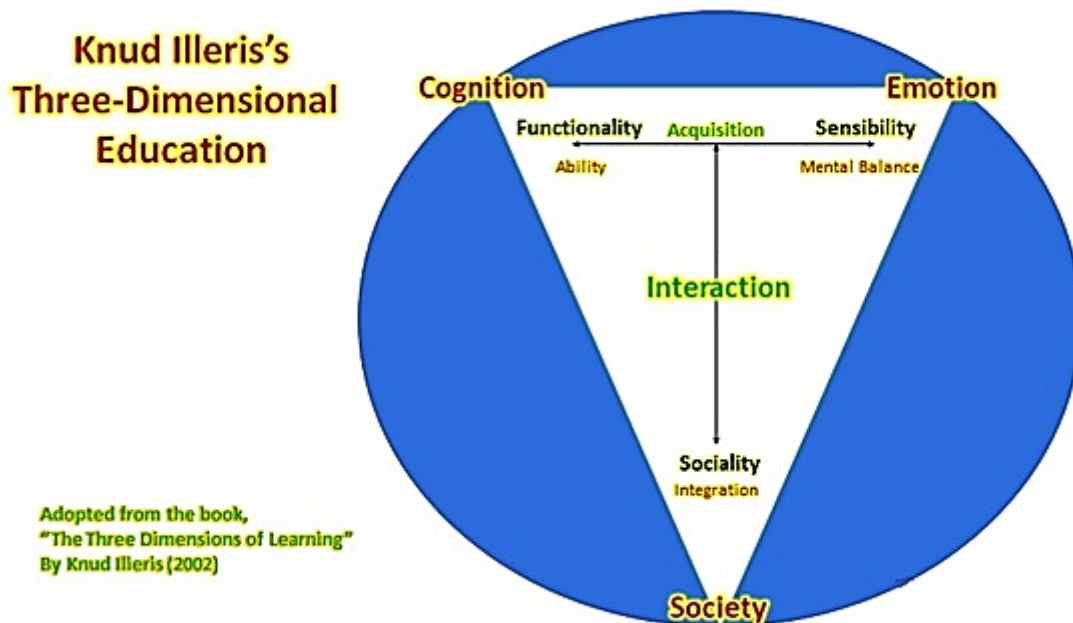 Knud Illeris's
Three-Dimensional
Education
Cognition
Emotion
Functionality
Acquisition
Sensibility
Ability
Mental Balance
Interaction
Sociality
Integration
Society
Adopted from the book,
"The Three Dimensions of Learning"
By Knud Illeris (2002)